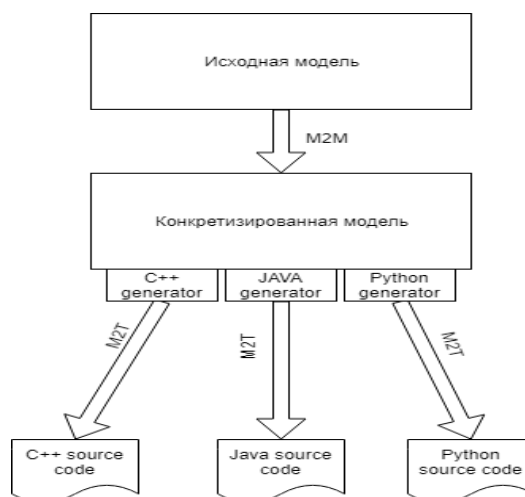 Исходная модель
M2M
Конкретизированная модель
C++
generator
JAVA
generator
Python
generator
M2T
M2T
M2T
C++ source
code
Java source
code
Python
source code